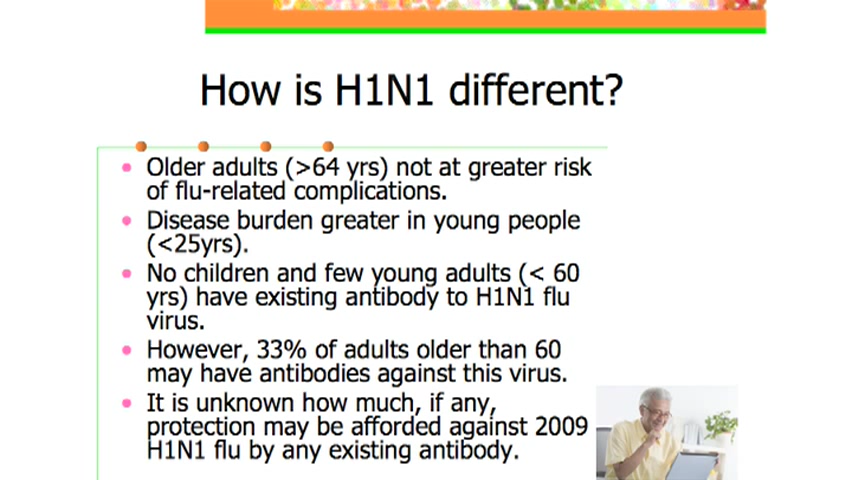 How is H1N1 different?
Older adults (>64 yrs) not at greater risk
of flu-related complications.
Disease burden greater in young people
(<25yrs).
No children and few young adults (< 60
yrs) have existing antibody to H1N1 flu
virus.
However, 33% of adults older than 60
may have antibodies against this virus.
It is unknown how much, if any,
protection may be afforded against 2009
H1N1 flu by any existing antibody.